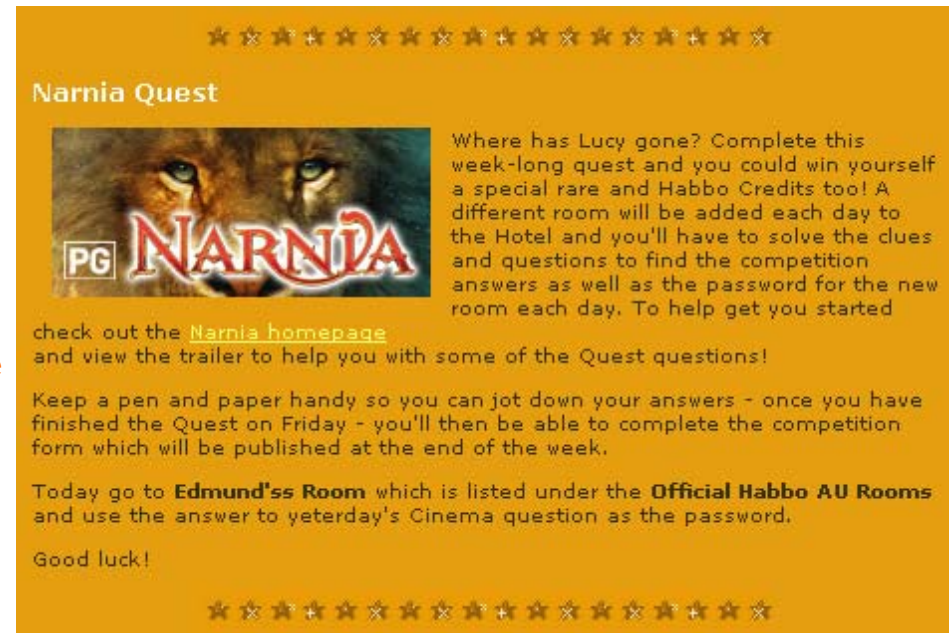 Narnia Quest
PG NARNIA
Where has Lucy gone? Complete this
week-long quest and you could win yourself
a special rare and Habbo Credits too! A
different room will be added each day to
the Hotel and you'll have to solve the clues
and questions to find the competition
answers as well as the password for the new
room each day. To help get you started
check out the Narnia homepage
and view the trailer to help you with some of the Quest questions!
Keep a pen and paper handy so you can jot down your answers - once you have
finished the Quest on Friday - you'll then be able to complete the competition
form which will be published at the end of the week.
Today go to Edmund'ss Room which is listed under the Official Habbo AU Rooms
and use the answer to yeterday's Cinema question as the password.
Good luck!